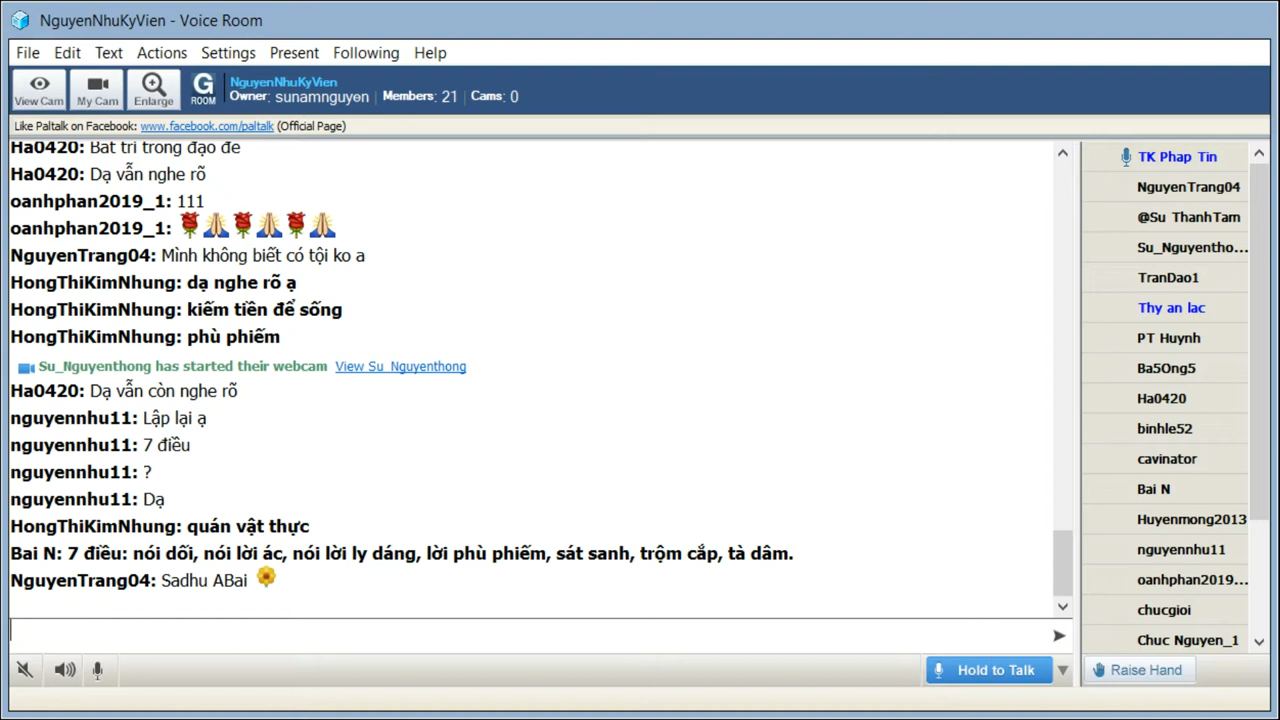 NguyenNhuKyVien - Voice Room
File Edit Text Actions Settings Present Following Help
View Cam My Cam Enlarge G ROOM
NguyenNhuKyVien
Owner: sunamnguyen | Members: 21 | Cams: 0
Like Paltalk on Facebook: www.facebook.com/paltalk (Official Page)
Ha0420: Bất trí trong đạo đế
Ha0420: Dạ vẫn nghe rõ
oanhphan2019_1: 111
oanhphan2019_1:
NguyenTrang04: Mình không biết có tội ko a
HongThiKimNhung: dạ nghe rõ ạ
HongThiKimNhung: kiếm tiền để sống
HongThiKimNhung: phù phiếm
Su_Nguyenthong has started their webcam View Su_Nguyenthong
Ha0420: Dạ vẫn còn nghe rõ
nguyennhu11: Lập lại ạ
nguyennhu11: 7 điều
nguyennhu11: ?
nguyennhu11: Dạ
HongThiKimNhung: quán vật thực
Bai N: 7 điều: nói dối, nói lời ác, nói lời ly dáng, lời phù phiếm, sát sanh, trộm cắp, tà dâm.
NguyenTrang04: Sadhu ABai
TK Phap Tin
NguyenTrang04
@Su ThanhTam
Su_Nguyentho...
TranDao1
Thy an lac
PT Huynh
Ba5Ong5
Ha0420
binhle52
cavinator
Bai N
Huyenmong2013
nguyennhu11
oanhphan2019...
chucgioi
Chuc Nguyen_1
Hold to Talk
Raise Hand